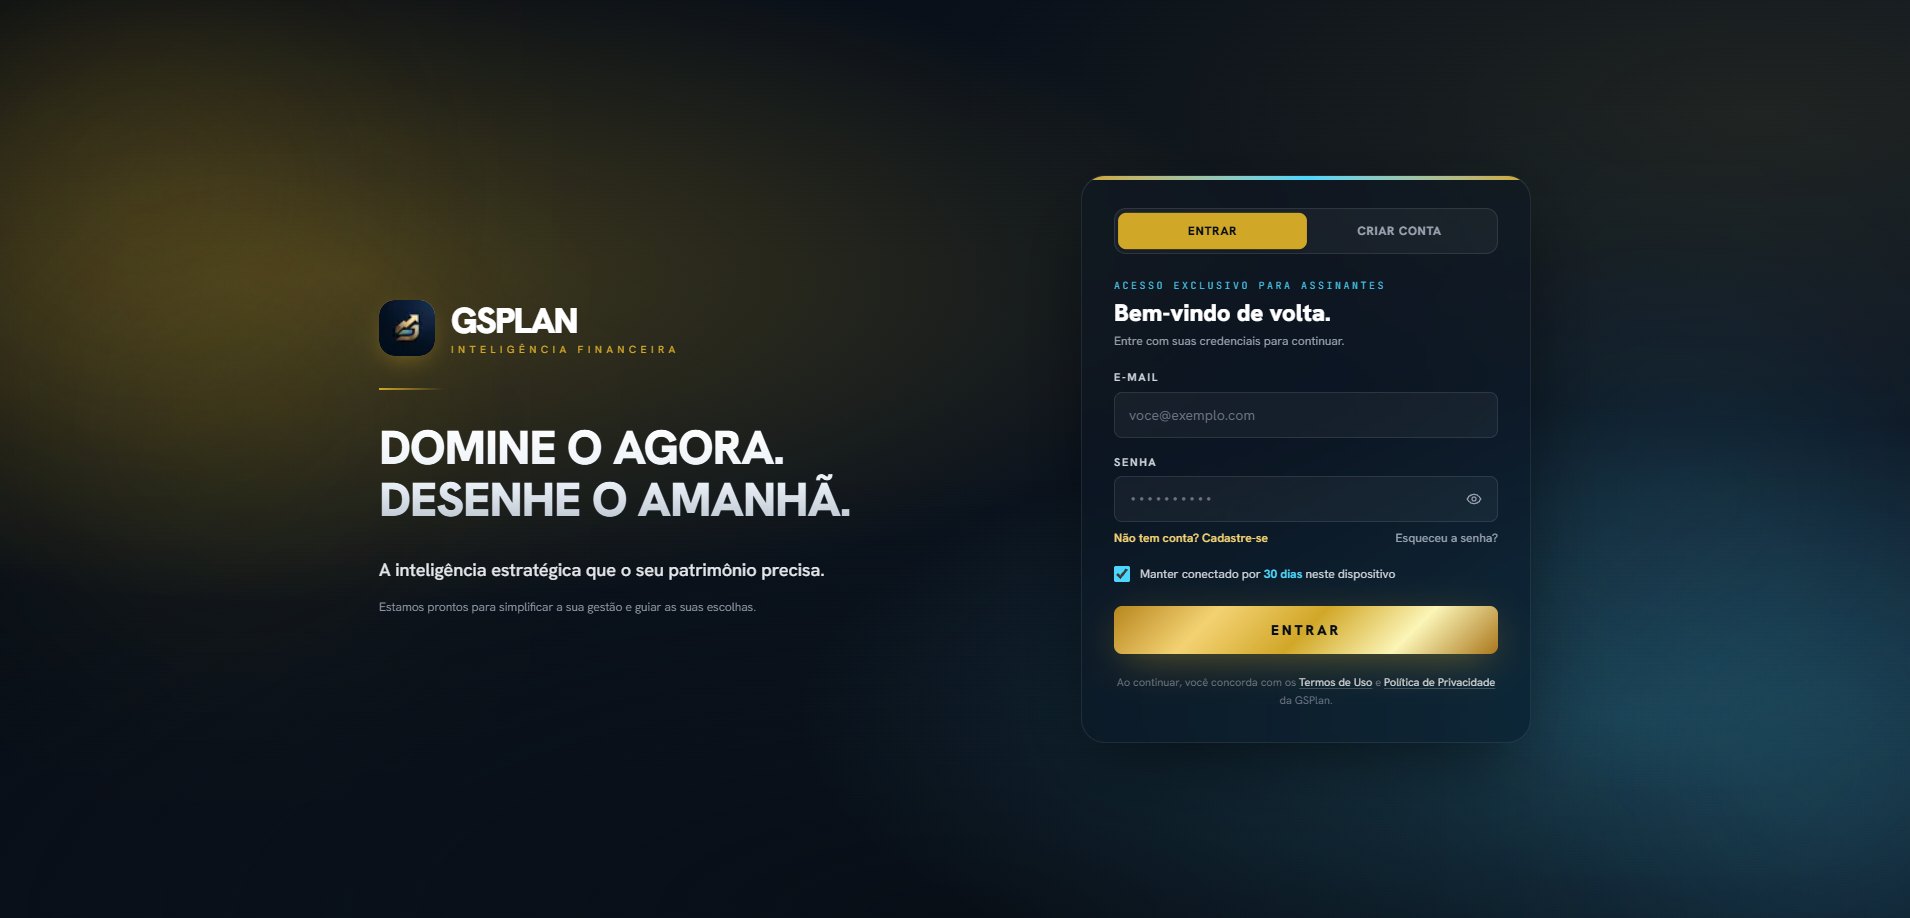 GSPLAN
INTELIGÊNCIA FINANCEIRA
DOMINE O AGORA.
DESENHE O AMANHÃ.
A inteligência estratégica que o seu patrimônio precisa.
Estamos prontos para simplificar a sua gestão e guiar as suas escolhas.
ENTRAR
CRIAR CONTA
ACESSO EXCLUSIVO PARA ASSINANTES
Bem-vindo de volta.
Entre com suas credenciais para continuar.
E-MAIL
voce@exemplo.com
SENHA
••••••••••
Não tem conta? Cadastre-se
Esqueceu a senha?
Manter conectado por 30 dias neste dispositivo
ENTRAR
Ao continuar, você concorda com os Termos de Uso e Política de Privacidade
da GSPlan.